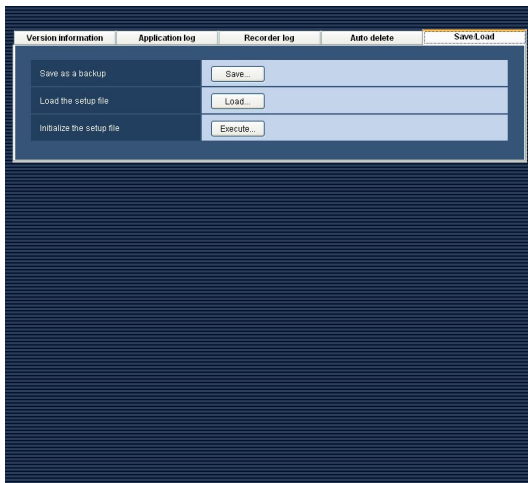 Version information Application log Recorder log Auto delete Save/Load
Save as a backup Save...
Load the setup file Load...
Initialize the setup file Execute...